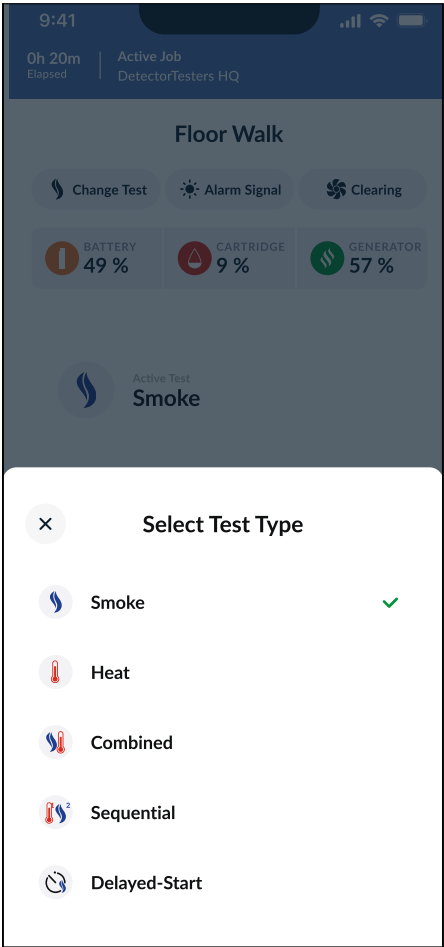 9:41
0h 20m
Elapsed
Active Job
DetectorTesters HQ
Floor Walk
Change Test
Alarm Signal
Clearing
BATTERY
49 %
CARTRIDGE
9 %
GENERATOR
57 %
Active Test
Smoke
Select Test Type
Smoke
Heat
Combined
2
Sequential
Delayed-Start